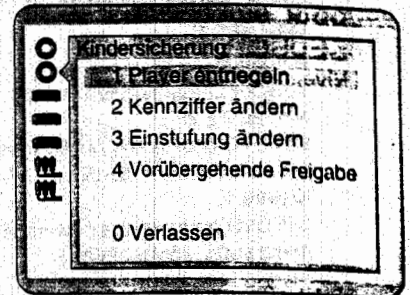 Kindersicherung:
1 Player entriegeln
2 Kennziffer ändern
3 Einstufung ändern
4 Vorübergehende Freigabe
0 Verlassen